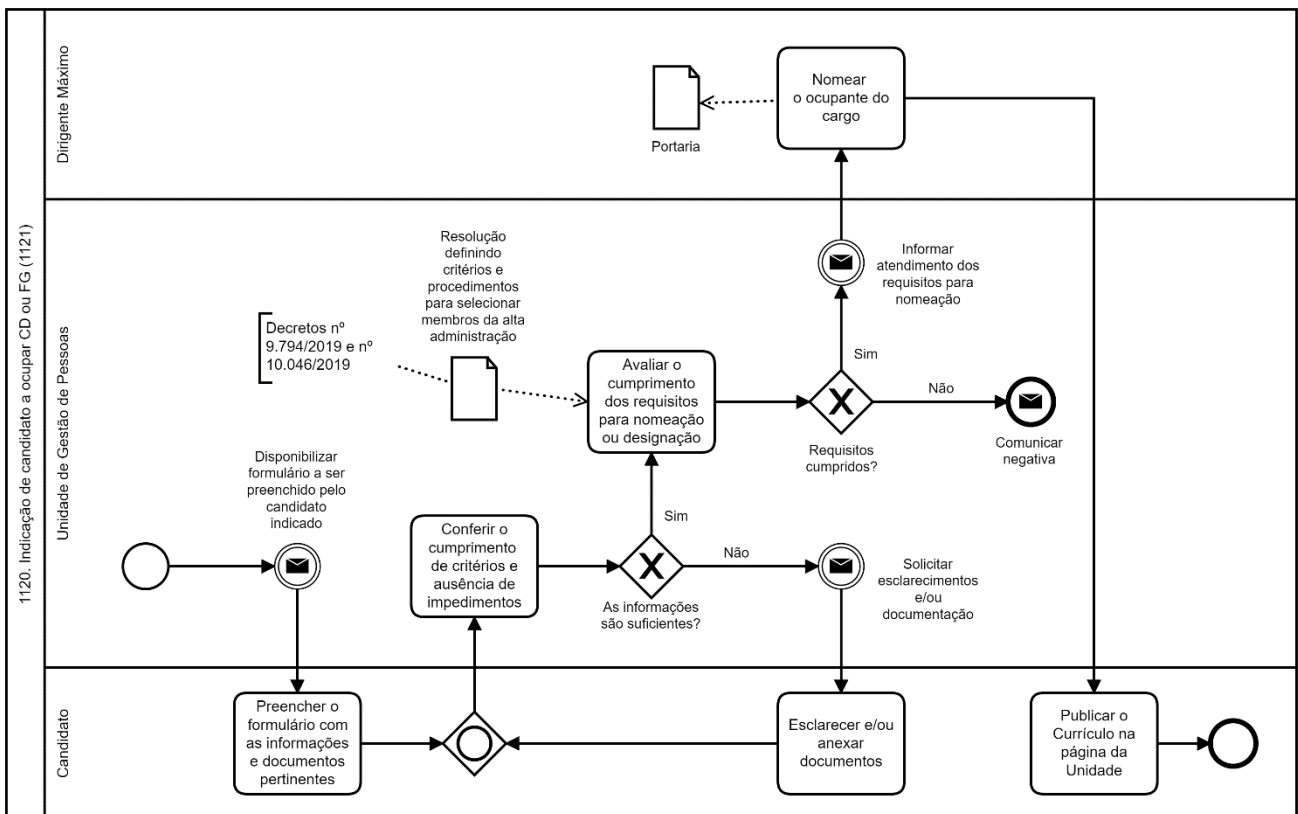 1120. Indicação de candidato a ocupar CD ou FG (1121)
Dirigente Máximo
Portaria
Nomear
o ocupante do
cargo
Unidade de Gestão de Pessoas
Decretos nº
9.794/2019 e nº
10.046/2019
Resolução
definindo
critérios e
procedimentos
para selecionar
membros da alta
administração
Avaliar o
cumprimento
dos requisitos
para nomeação
ou designação
Requisitos
cumpridos?
Sim
Informar
atendimento dos
requisitos para
nomeação
Não
Comunicar
negativa
Disponibilizar
formulário a ser
preenchido pelo
candidato
indicado
Conferir o
cumprimento
de critérios e
ausência de
impedimentos
As informações
são suficientes?
Sim
Não
Solicitar
esclarecimentos
e/ou
documentação
Candidato
Preencher o
formulário com
as informações
e documentos
pertinentes
Esclarecer e/ou
anexar
documentos
Publicar o
Currículo na
página da
Unidade